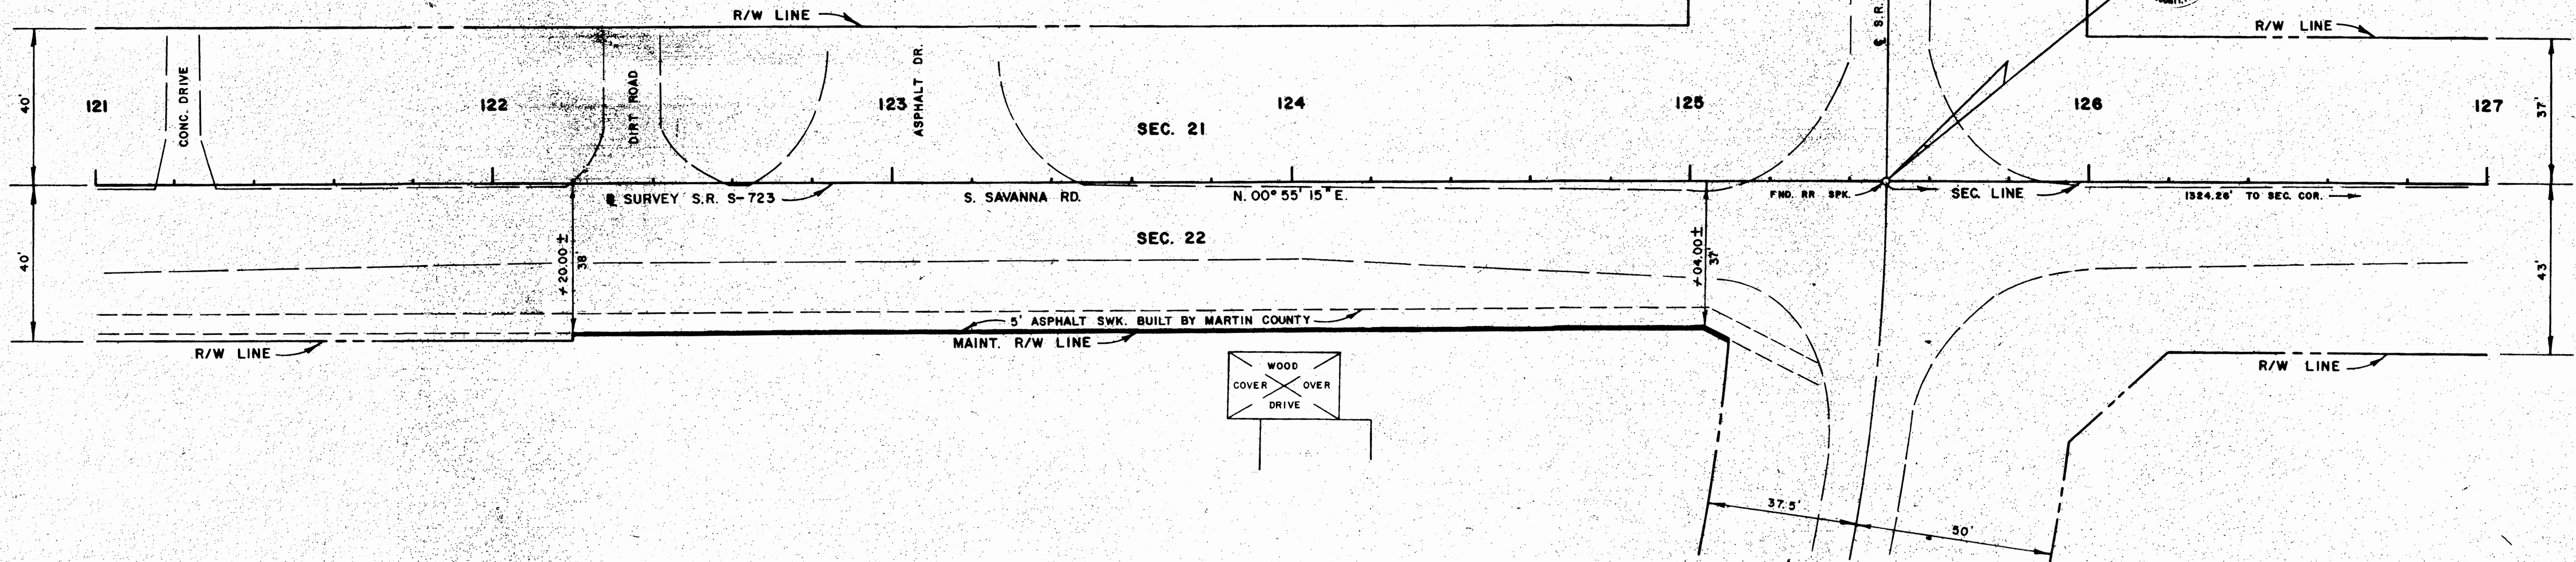 R/W LINE
℄ S.R.
R/W LINE
40'
CONC. DRIVE
DIRT ROAD
ASPHALT DR.
37'
121
122
123
124
125
126
127
SEC. 21
℄ SURVEY S.R. S-723
S. SAVANNA RD.
N. 00° 55' 15" E.
FND. RR. SPK.
SEC. LINE
1324.26' TO SEC. COR.
40'
+20.00±
38'
SEC. 22
+04.00±
37'
43'
5' ASPHALT SWK. BUILT BY MARTIN COUNTY
R/W LINE
MAINT. R/W LINE
R/W LINE
WOOD
COVER OVER
DRIVE
37.5'
50'